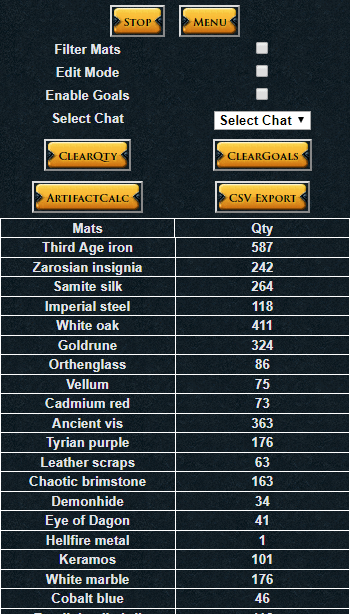 STOP MENU
Filter Mats
Edit Mode
Enable Goals
Select Chat Select Chat
CLEARQTY CLEARGOALS
ARTIFACTCALC CSV EXPORT
Mats Qty
Third Age iron 587
Zarosian insignia 242
Samite silk 264
Imperial steel 118
White oak 411
Goldrune 324
Orthenglass 86
Vellum 75
Cadmium red 73
Ancient vis 363
Tyrian purple 176
Leather scraps 63
Chaotic brimstone 163
Demonhide 34
Eye of Dagon 41
Hellfire metal 1
Keramos 101
White marble 176
Cobalt blue 46